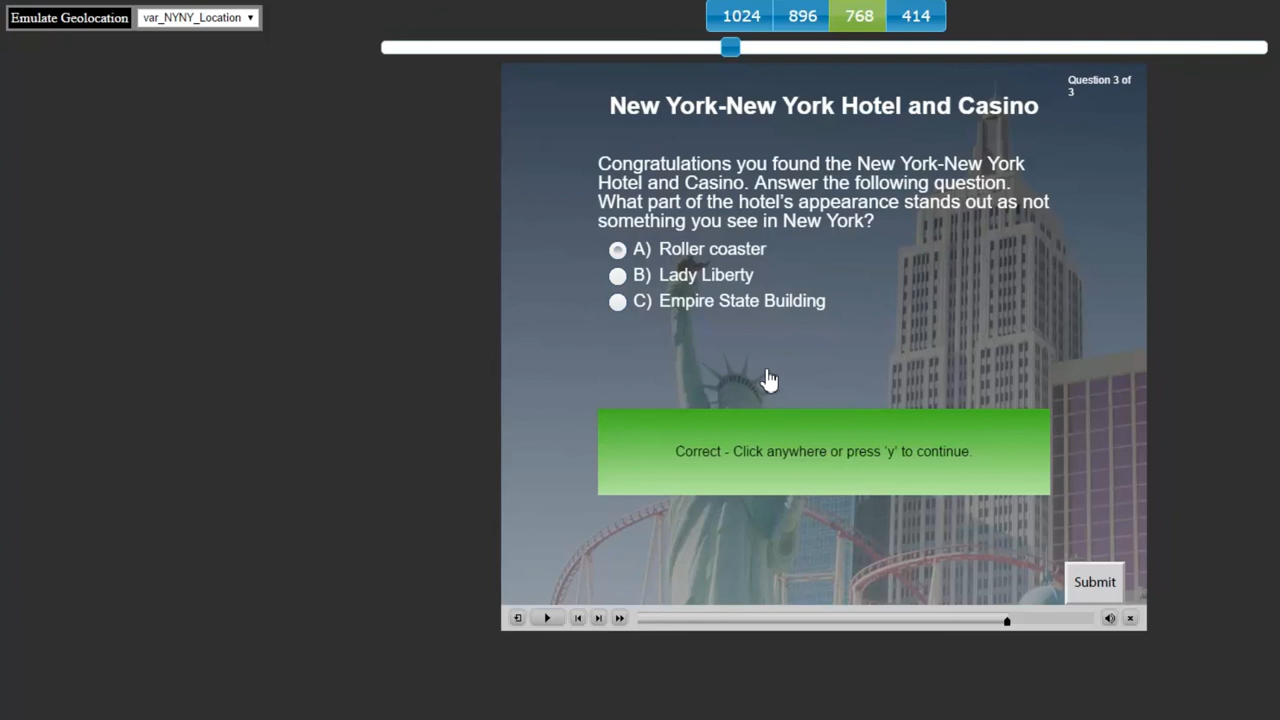 Emulate Geolocation
var_NYNY_Location
1024
896
768
414
Question 3 of
3
New York-New York Hotel and Casino
Congratulations you found the New York-New York
Hotel and Casino. Answer the following question.
What part of the hotel's appearance stands out as not
something you see in New York?
A) Roller coaster
B) Lady Liberty
C) Empire State Building
Correct - Click anywhere or press 'y' to continue.
Submit